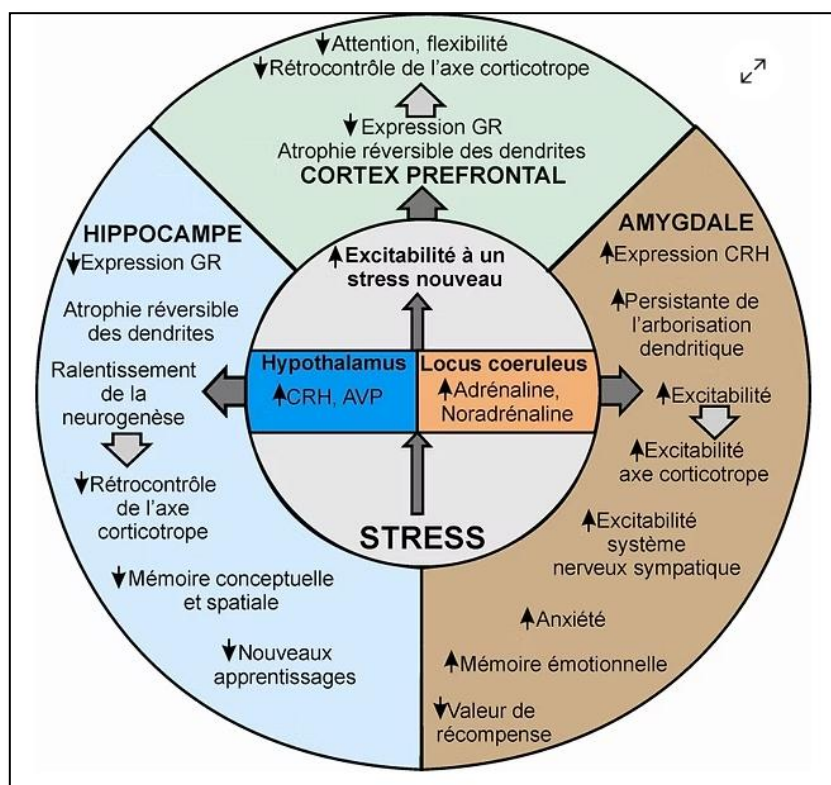 ↓Attention, flexibilité
↓Rétrocontrôle de l'axe corticotrope
↓Expression GR
Atrophie réversible des dendrites
CORTEX PREFRONTAL
HIPPOCAMPE
↓Expression GR
Atrophie réversible
des dendrites
Ralentissement
de la
neurogenèse
↓Rétrocontrôle
de l'axe
corticotrope
↓Mémoire conceptuelle
et spatiale
↓Nouveaux
apprentissages
↑Excitabilité à un
stress nouveau
Hypothalamus
↑CRH, AVP
Locus coeruleus
↑Adrénaline,
Noradrénaline
STRESS
AMYGDALE
↑Expression CRH
↑Persistante de
l'arborisation
dendritique
↑Excitabilité
↑Excitabilité
axe corticotrope
↑Excitabilité
système
nerveux sympatique
↑Anxiété
↑Mémoire émotionnelle
↓Valeur de
récompense